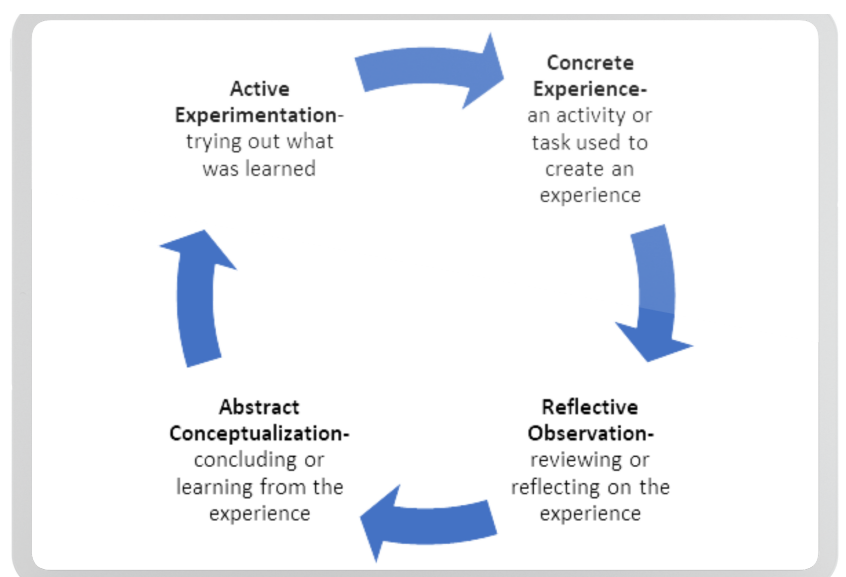 Active
Experimentation-
trying out what
was learned
Concrete
Experience-
an activity or
task used to
create an
experience
Reflective
Observation-
reviewing or
reflecting on the
experience
Abstract
Conceptualization-
concluding or
learning from the
experience